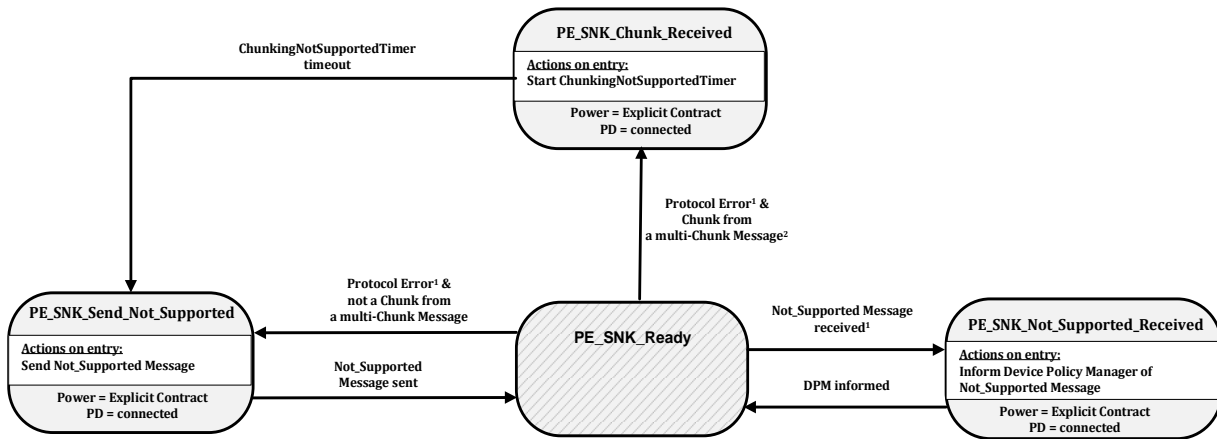 PE_SNK_Chunk_Received
Actions on entry:
Start ChunkingNotSupportedTimer
Power = Explicit Contract
PD = connected
ChunkingNotSupportedTimer
timeout
Protocol Error¹ &
Chunk from
a multi-Chunk Message²
PE_SNK_Send_Not_Supported
Actions on entry:
Send Not_Supported Message
Power = Explicit Contract
PD = connected
Protocol Error¹ &
not a Chunk from
a multi-Chunk Message
Not_Supported
Message sent
PE_SNK_Ready
Not_Supported Message
received¹
DPM informed
PE_SNK_Not_Supported_Received
Actions on entry:
Inform Device Policy Manager of
Not_Supported Message
Power = Explicit Contract
PD = connected